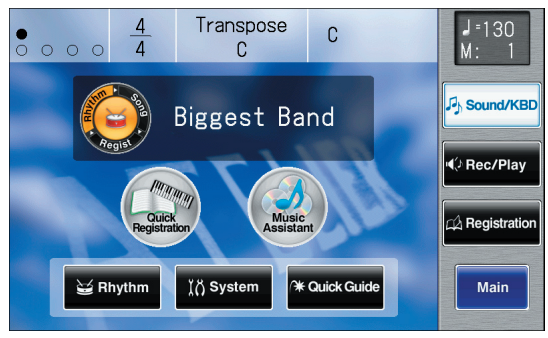 4
4
Transpose
C
C
♩=130
M: 1
Rhythm
Song
Regist
Biggest Band
Sound/KBD
Rec/Play
Quick
Registration
Music
Assistant
Registration
Rhythm
System
Quick Guide
Main
ATELIER